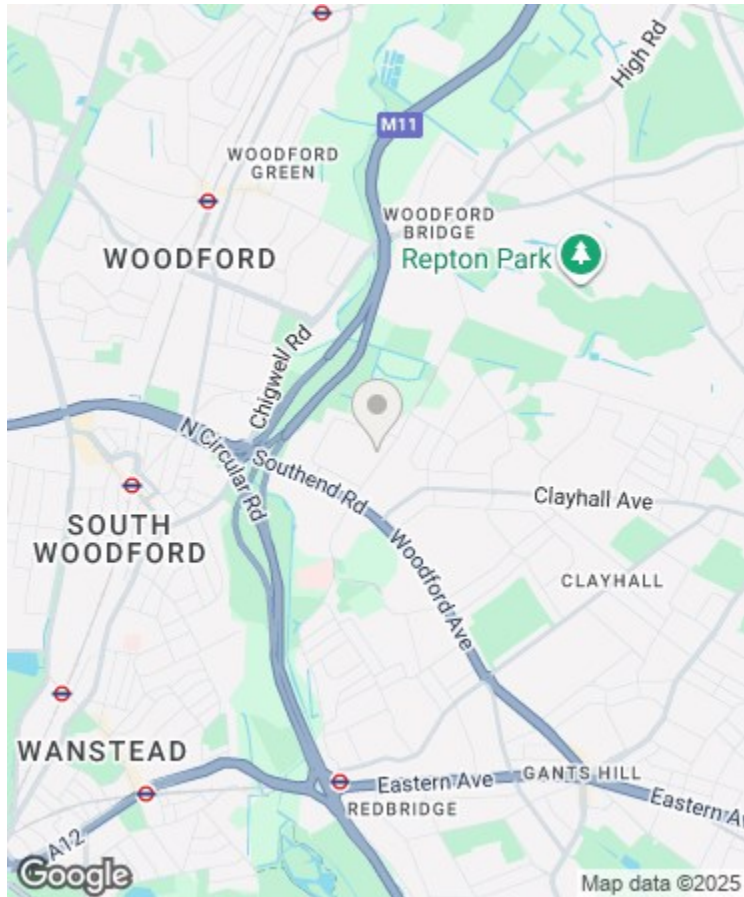 High Rd
M11
WOODFORD
GREEN
WOODFORD
BRIDGE
WOODFORD
Repton Park
Chigwell Rd
N Circular Rd
Southend Rd
Clayhall Ave
SOUTH
WOODFORD
Woodford Ave
CLAYHALL
WANSTEAD
Eastern Ave
GANTS HILL
REDBRIDGE
Eastern Av
A12
Google
Map data ©2025